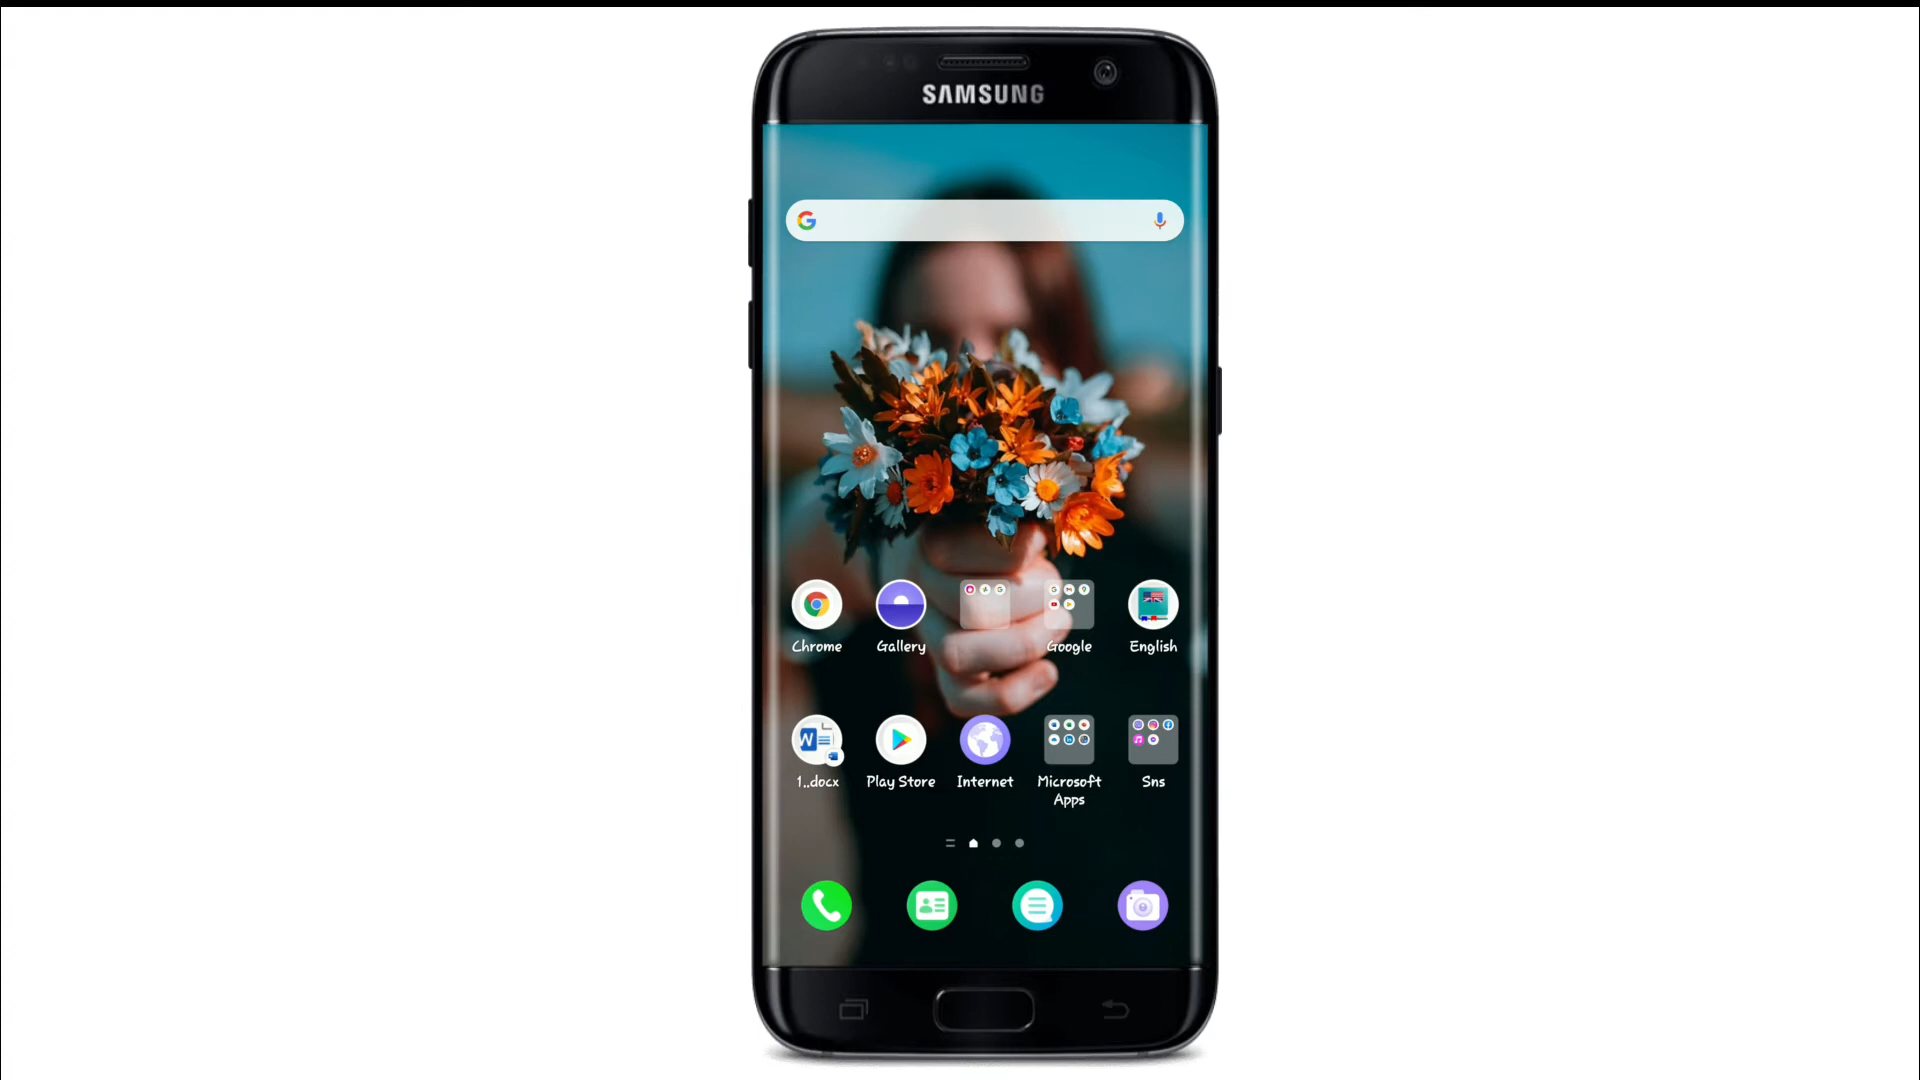 SAMSUNG
Chrome
Gallery
Google
English
1..docx
Play Store
Internet
Microsoft
Apps
Sns